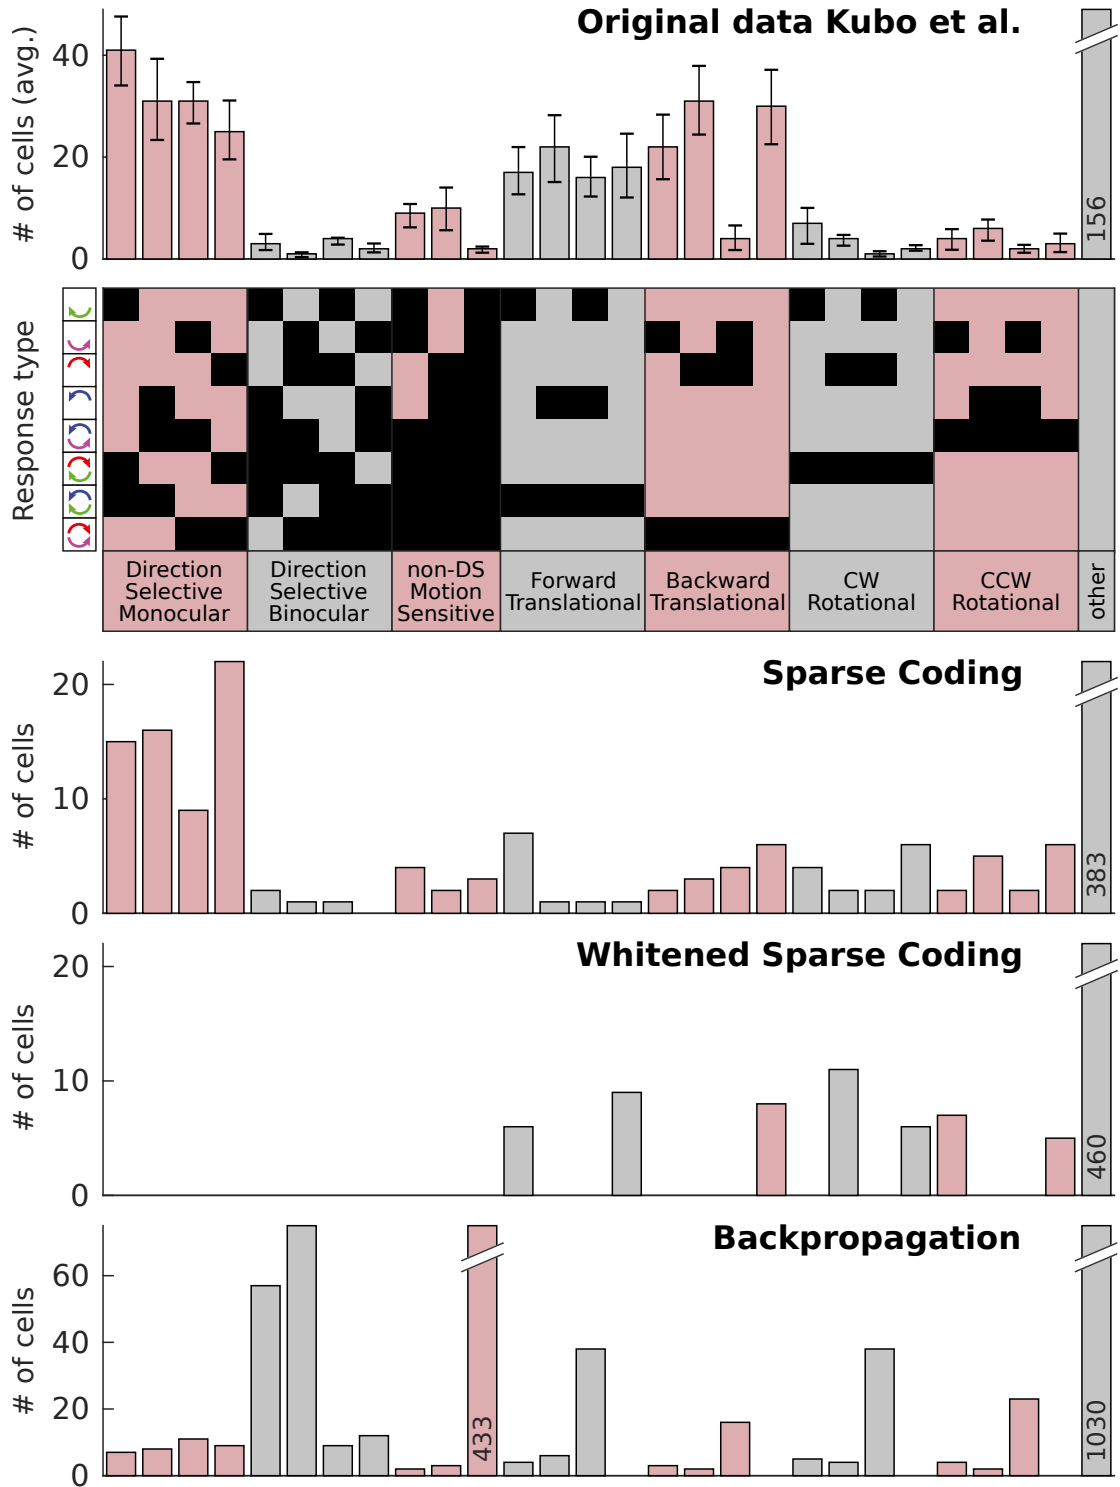 Original data Kubo et al.
# of cells (avg.)
40
20
0
156
Response type
Direction
Selective
Monocular
Direction
Selective
Binocular
non-DS
Motion
Sensitive
Forward
Translational
Backward
Translational
CW
Rotational
CCW
Rotational
other
Sparse Coding
# of cells
20
10
0
383
Whitened Sparse Coding
# of cells
20
10
0
460
Backpropagation
# of cells
60
40
20
0
433
1030